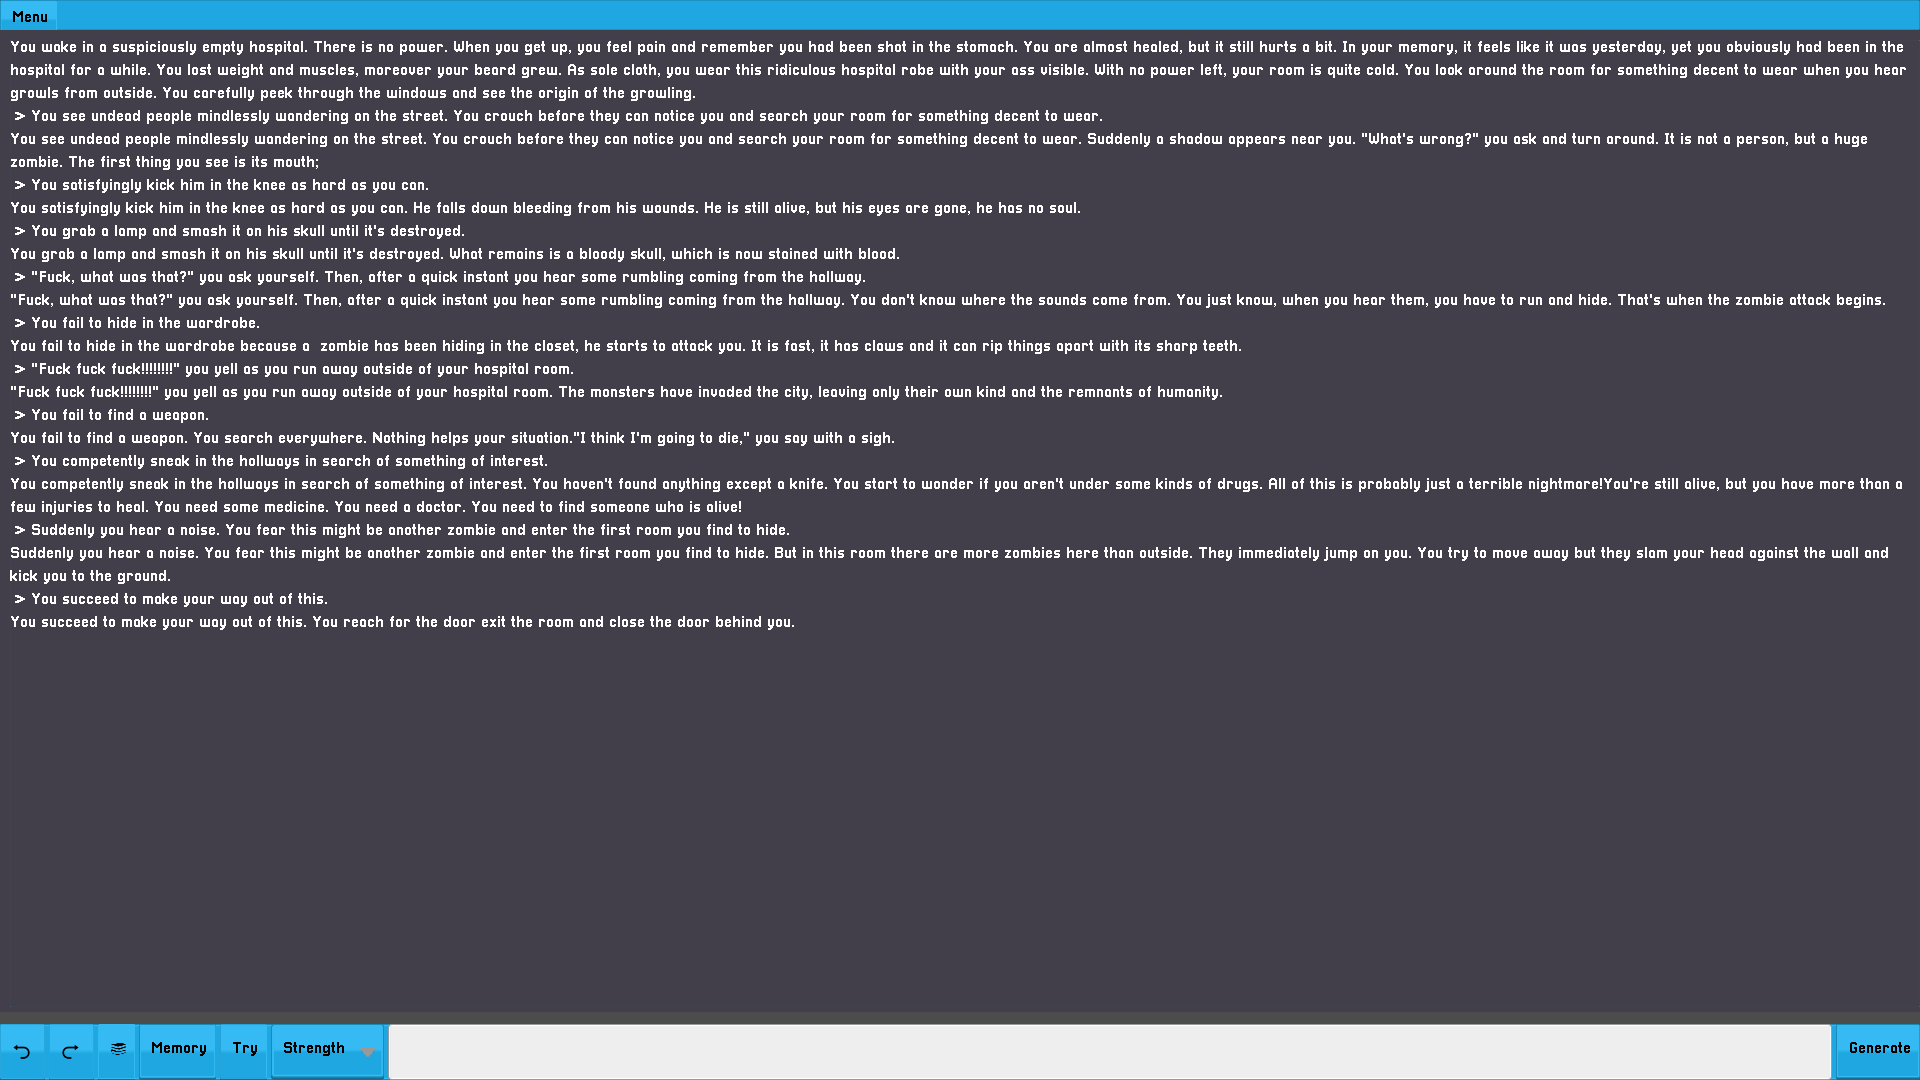 Menu
You wake in a suspiciously empty hospital. There is no power. When you get up, you feel pain and remember you had been shot in the stomach. You are almost healed, but it still hurts a bit. In your memory, it feels like it was yesterday, yet you obviously had been in the
hospital for a while. You lost weight and muscles, moreover your beard grew. As sole cloth, you wear this ridiculous hospital robe with your ass visible. With no power left, your room is quite cold. You look around the room for something decent to wear when you hear
growls from outside. You carefully peek through the windows and see the origin of the growling.
> You see undead people mindlessly wandering on the street. You crouch before they can notice you and search your room for something decent to wear.
You see undead people mindlessly wandering on the street. You crouch before they can notice you and search your room for something decent to wear. Suddenly a shadow appears near you. "What's wrong?" you ask and turn around. It is not a person, but a huge
zombie. The first thing you see is its mouth;
> You satisfyingly kick him in the knee as hard as you can.
You satisfyingly kick him in the knee as hard as you can. He falls down bleeding from his wounds. He is still alive, but his eyes are gone, he has no soul.
> You grab a lamp and smash it on his skull until it's destroyed.
You grab a lamp and smash it on his skull until it's destroyed. What remains is a bloody skull, which is now stained with blood.
> "Fuck, what was that?" you ask yourself. Then, after a quick instant you hear some rumbling coming from the hallway.
"Fuck, what was that?" you ask yourself. Then, after a quick instant you hear some rumbling coming from the hallway. You don't know where the sounds come from. You just know, when you hear them, you have to run and hide. That's when the zombie attack begins.
> You fail to hide in the wardrobe.
You fail to hide in the wardrobe because a  zombie has been hiding in the closet, he starts to attack you. It is fast, it has claws and it can rip things apart with its sharp teeth.
> "Fuck fuck fuck!!!!!!!!" you yell as you run away outside of your hospital room.
"Fuck fuck fuck!!!!!!!!" you yell as you run away outside of your hospital room. The monsters have invaded the city, leaving only their own kind and the remnants of humanity.
> You fail to find a weapon.
You fail to find a weapon. You search everywhere. Nothing helps your situation."I think I'm going to die," you say with a sigh.
> You competently sneak in the hollways in search of something of interest.
You competently sneak in the hollways in search of something of interest. You haven't found anything except a knife. You start to wonder if you aren't under some kinds of drugs. All of this is probably just a terrible nightmare!You're still alive, but you have more than a
few injuries to heal. You need some medicine. You need a doctor. You need to find someone who is alive!
> Suddenly you hear a noise. You fear this might be another zombie and enter the first room you find to hide.
Suddenly you hear a noise. You fear this might be another zombie and enter the first room you find to hide. But in this room there are more zombies here than outside. They immediately jump on you. You try to move away but they slam your head against the wall and
kick you to the ground.
> You succeed to make your way out of this.
You succeed to make your way out of this. You reach for the door exit the room and close the door behind you.
Memory Try Strength Generate